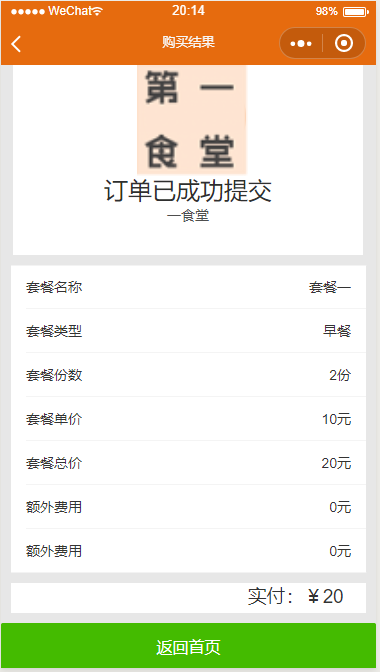 WeChat 20:14 98%
购买结果
第一
食堂
订单已成功提交
一食堂
套餐名称 套餐一
套餐类型 早餐
套餐份数 2份
套餐单价 10元
套餐总价 20元
额外费用 0元
额外费用 0元
实付：￥20
返回首页